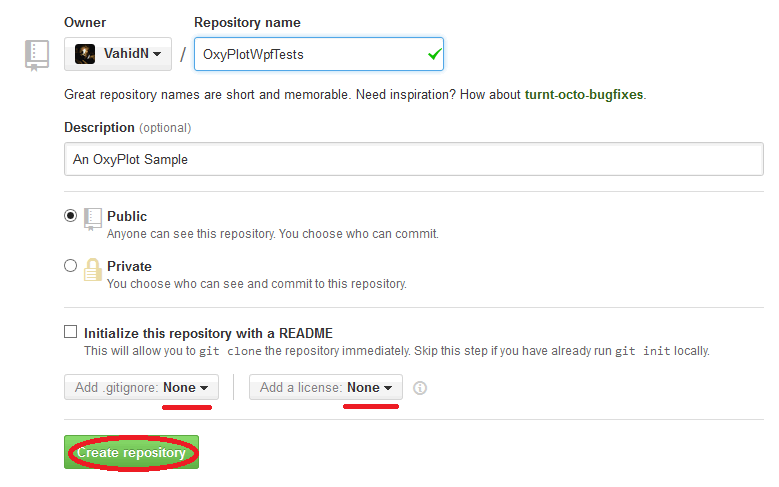 Owner Repository name
VahidN / OxyPlotWpfTests
Great repository names are short and memorable. Need inspiration? How about turnt-octo-bugfixes.
Description (optional)
An OxyPlot Sample
Public
Anyone can see this repository. You choose who can commit.
Private
You choose who can see and commit to this repository.
Initialize this repository with a README
This will allow you to git clone the repository immediately. Skip this step if you have already run git init locally.
Add .gitignore: None Add a license: None
Create repository